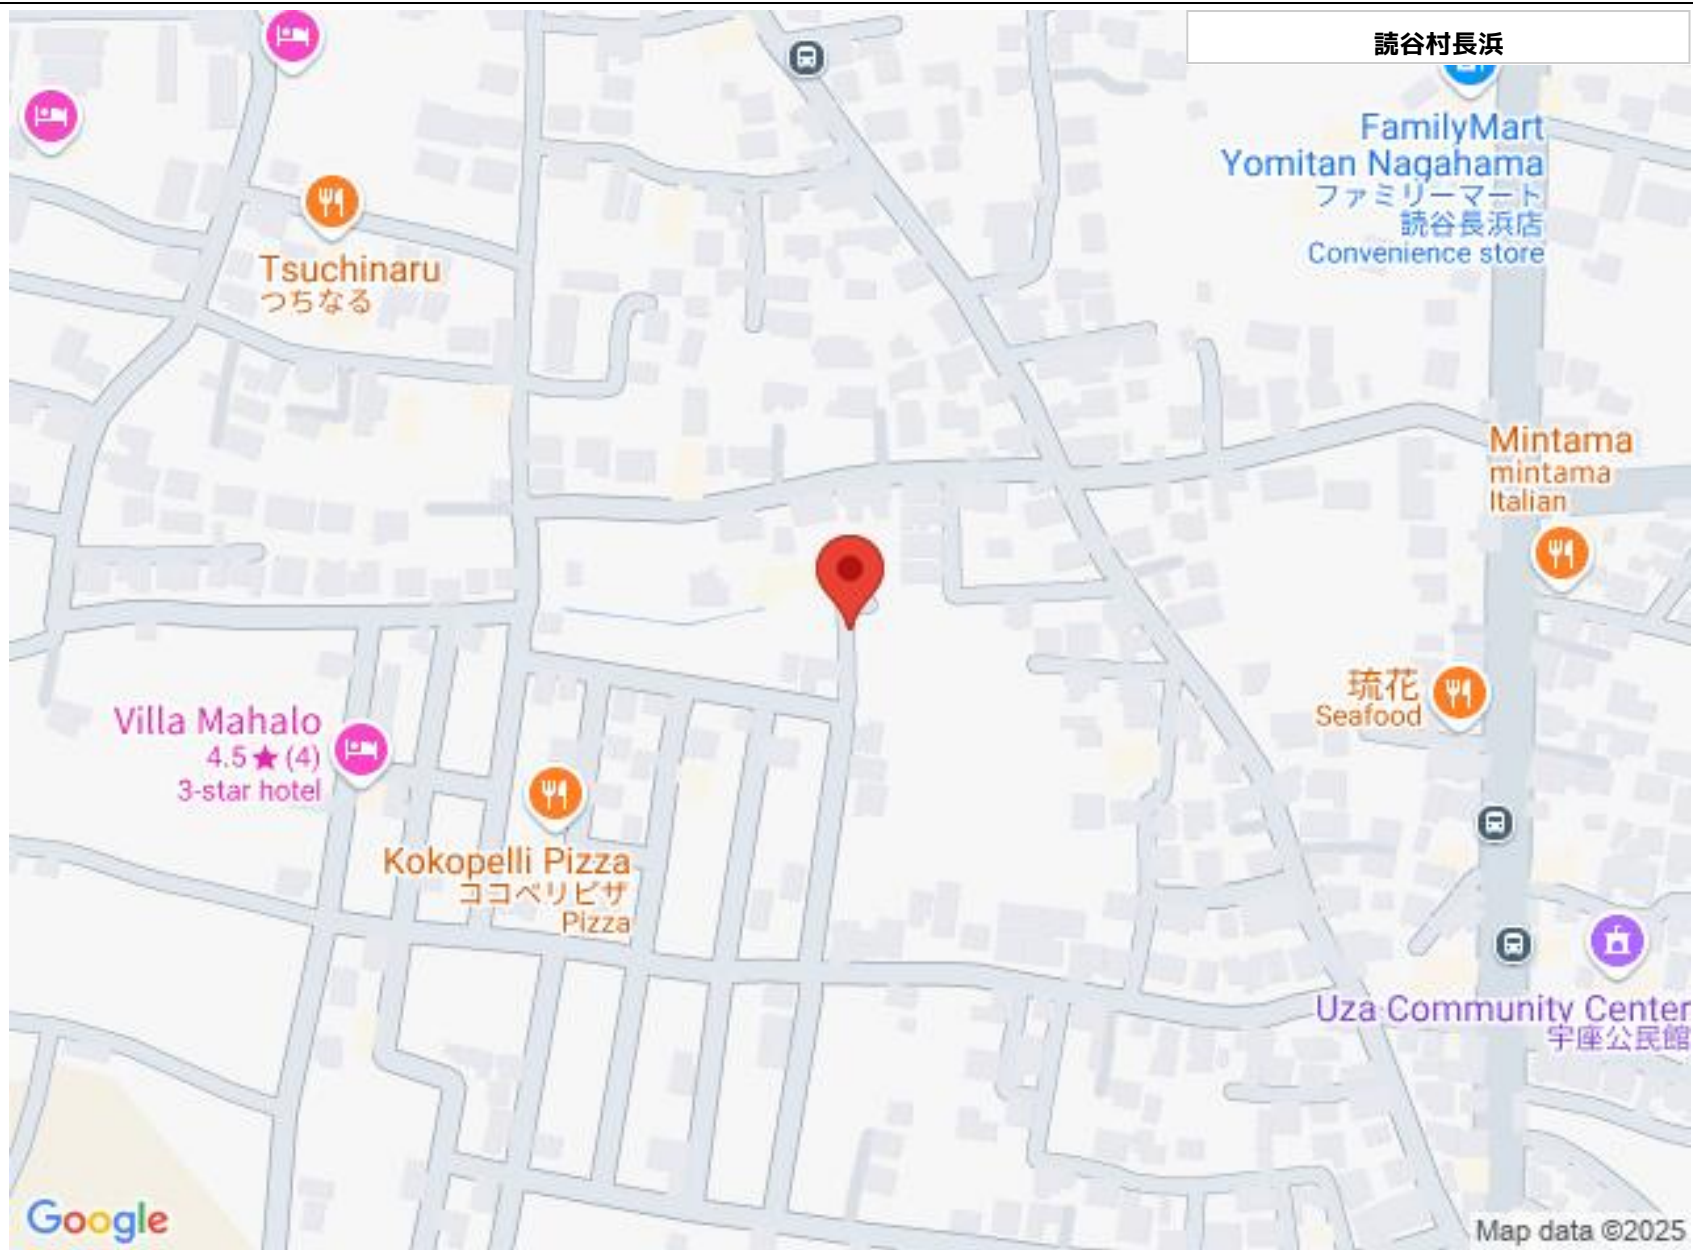 読谷村長浜
FamilyMart
Yomitan Nagahama
ファミリーマート
読谷長浜店
Convenience store
Tsuchinaru
つちなる
Mintama
mintama
Italian
琉花
Seafood
Villa Mahalo
4.5★ (4)
3-star hotel
Kokopelli Pizza
ココペリピザ
Pizza
Uza Community Center
宇座公民館
Google
Map data ©2025